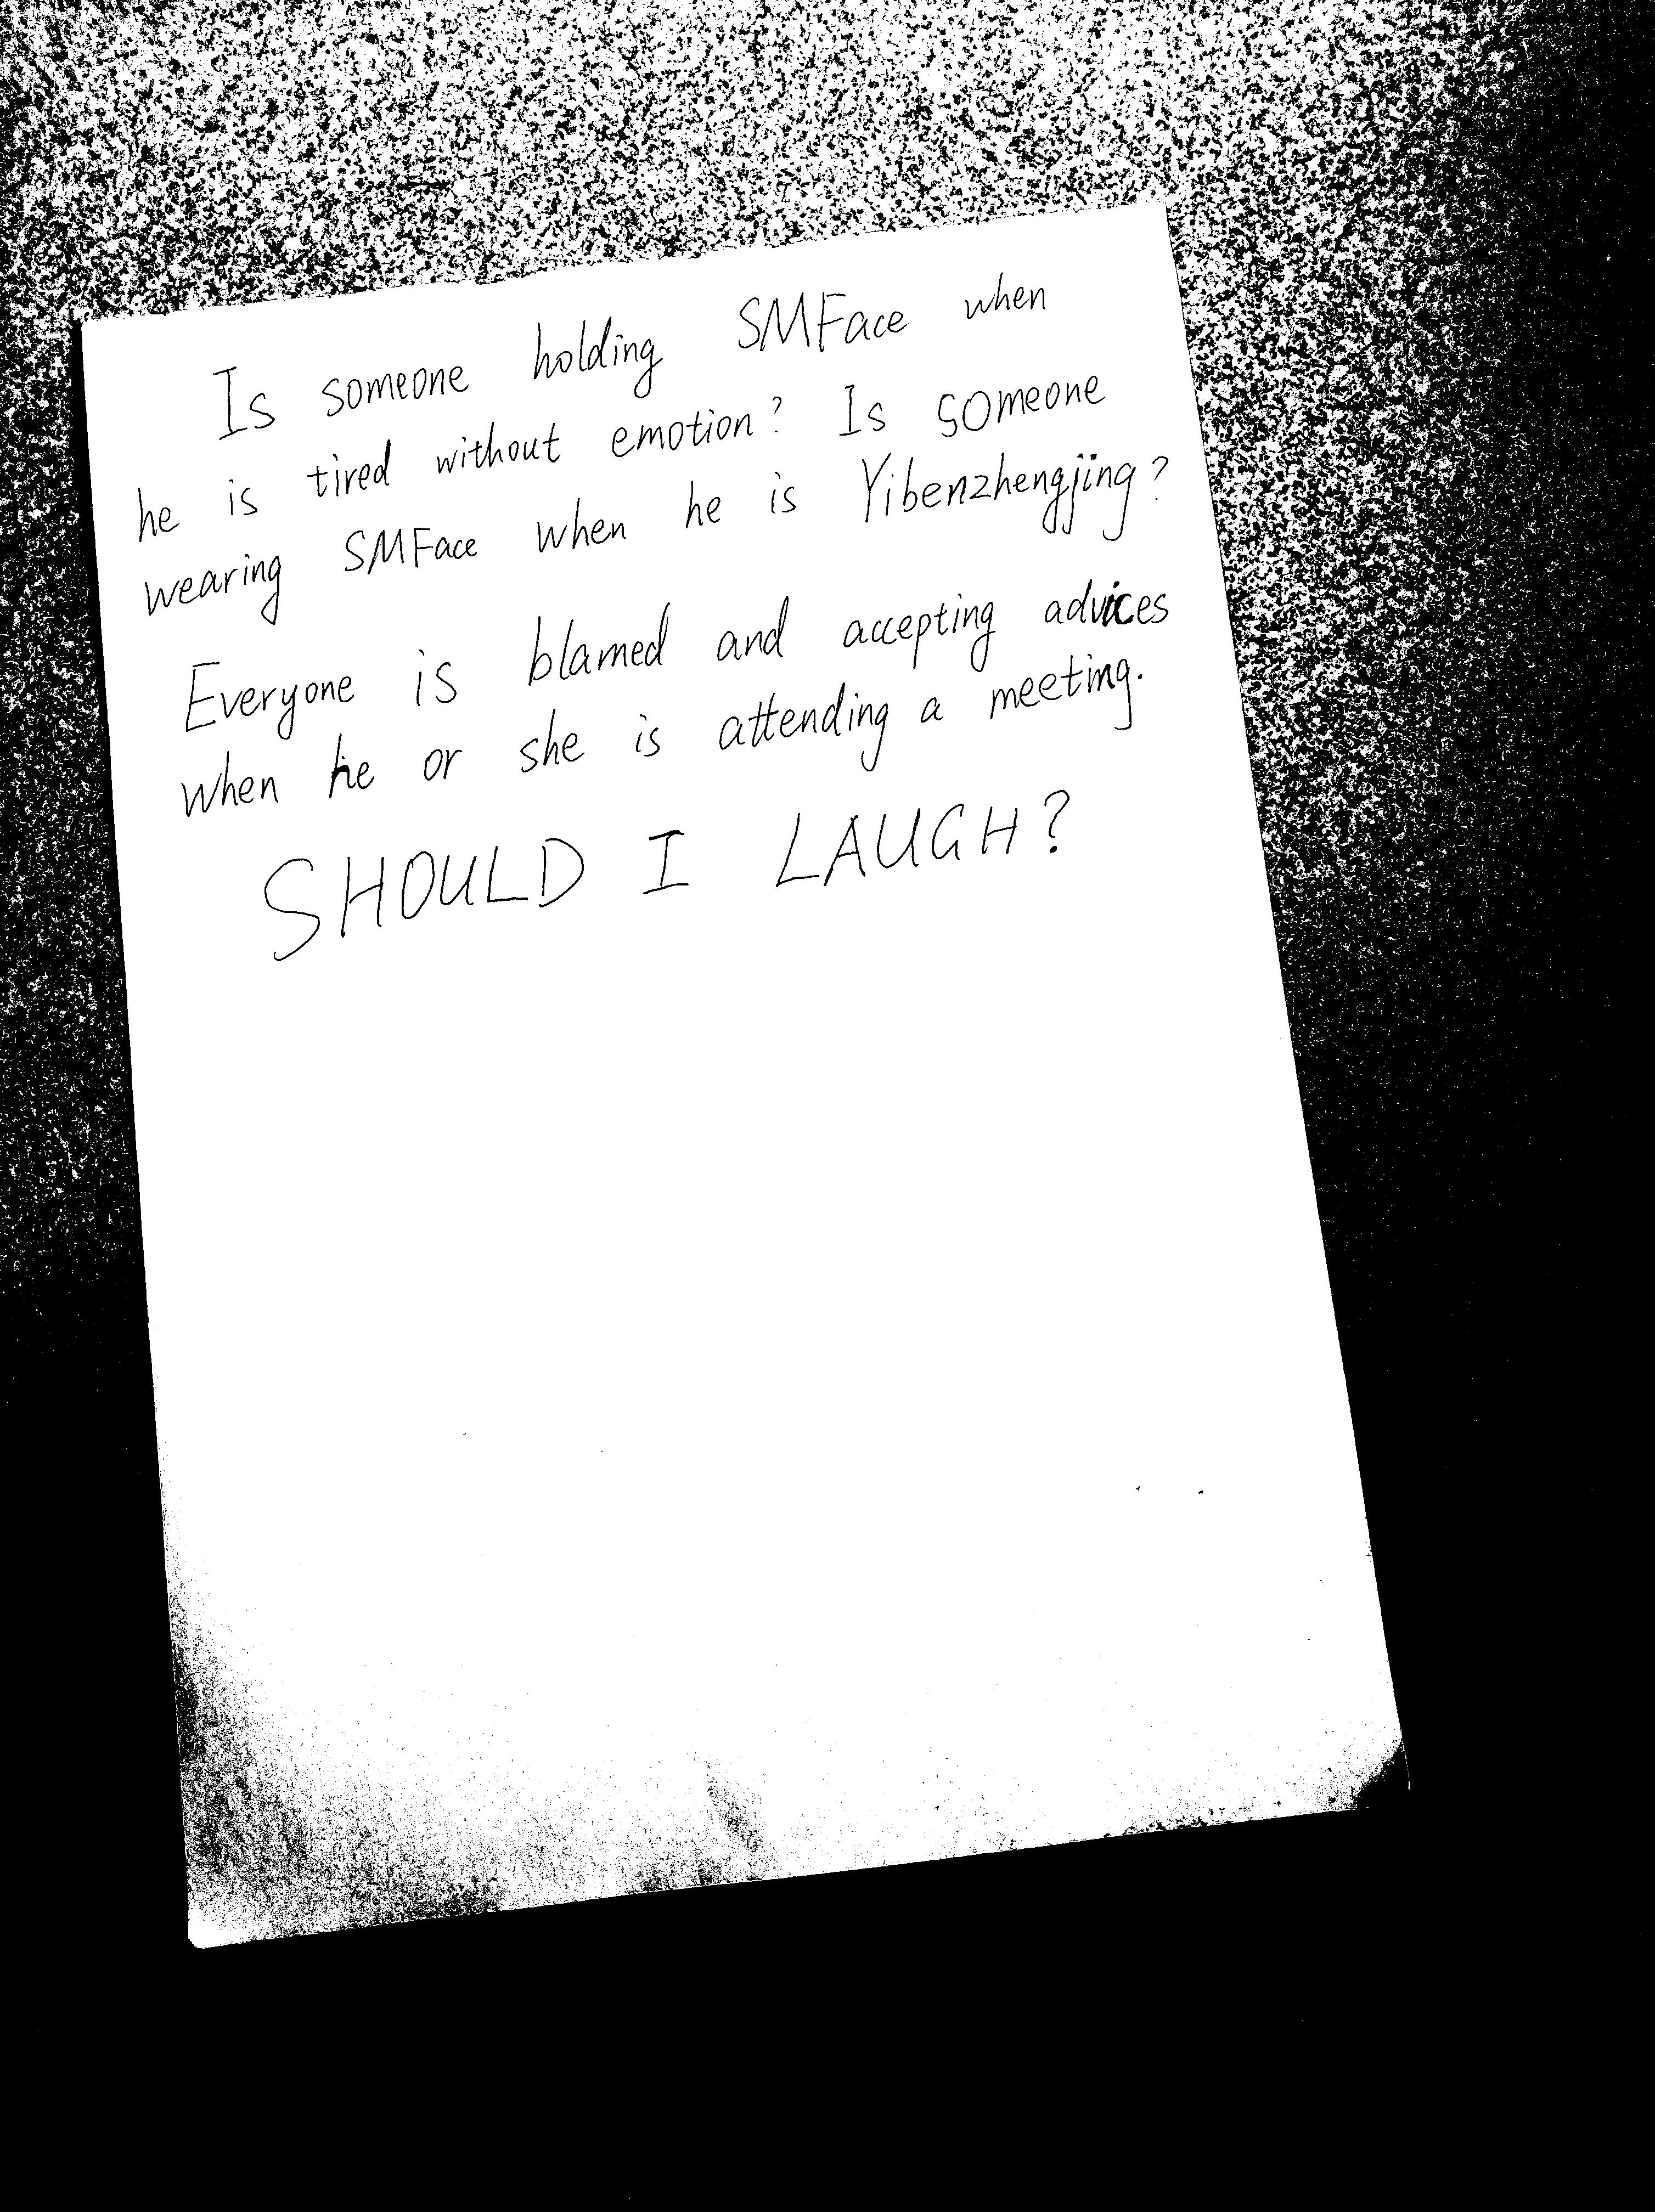 Is someone holding SMFace when
he is tired without emotion? Is someone
wearing SMFace when he is Yibenzhengjing?
Everyone is blamed and accepting advices
when he or she is attending a meeting.
SHOULD I LAUGH?